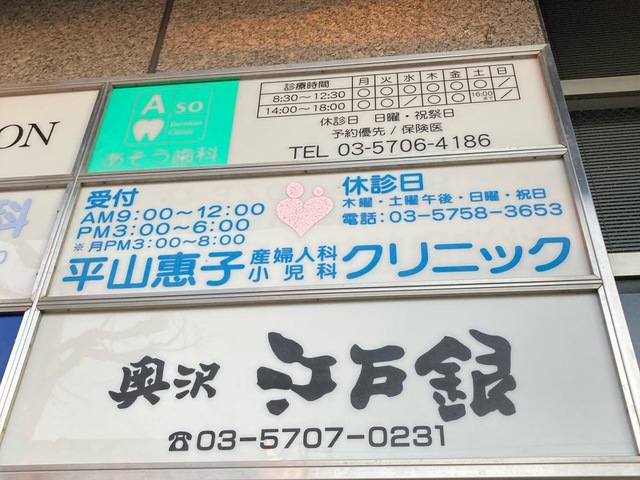 ON
Aso
Dental Clinic
あそう歯科
診療時間 月 火 水 木 金 土 日
8:30〜12:30 ○ ○ ○ ○ ○ ○ /
14:00〜18:00 ○ ○ / ○ ○ 16:00まで /
休診日 日曜・祝祭日
予約優先 / 保険医
TEL 03-5706-4186
受付
AM9:00〜12:00
PM3:00〜6:00
※月PM3:00〜8:00
休診日
木曜・土曜午後・日曜・祝日
電話:03-5758-3653
平山惠子 産婦人科 小児科 クリニック
奥沢 江戸銀
☎03-5707-0231